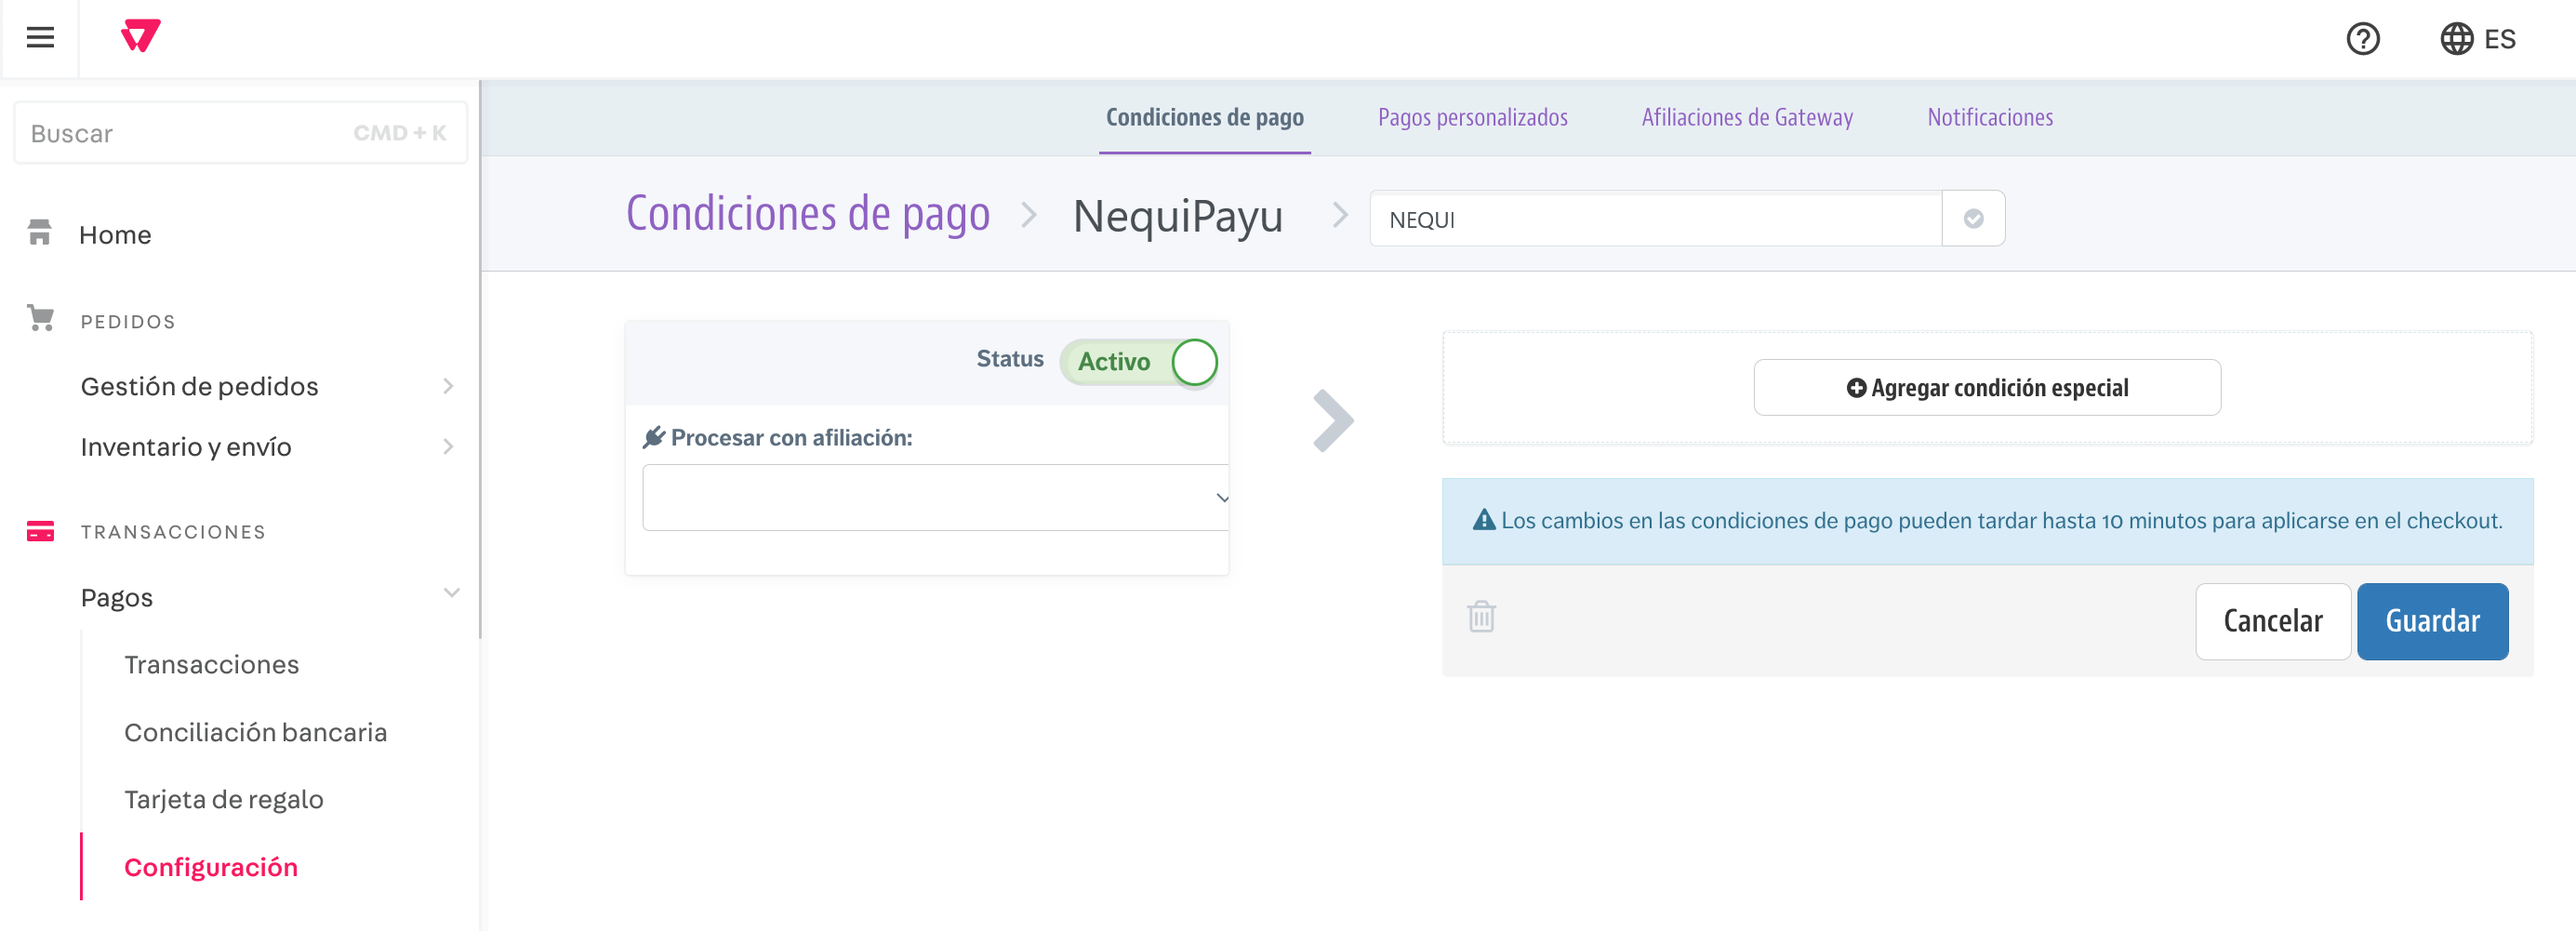 ES
Buscar CMD + K
Home
PEDIDOS
Gestión de pedidos
Inventario y envío
TRANSACCIONES
Pagos
Transacciones
Conciliación bancaria
Tarjeta de regalo
Configuración
Condiciones de pago Pagos personalizados Afiliaciones de Gateway Notificaciones
Condiciones de pago > NequiPayu > NEQUI
Status Activo
Procesar con afiliación:
Agregar condición especial
Los cambios en las condiciones de pago pueden tardar hasta 10 minutos para aplicarse en el checkout.
Cancelar Guardar